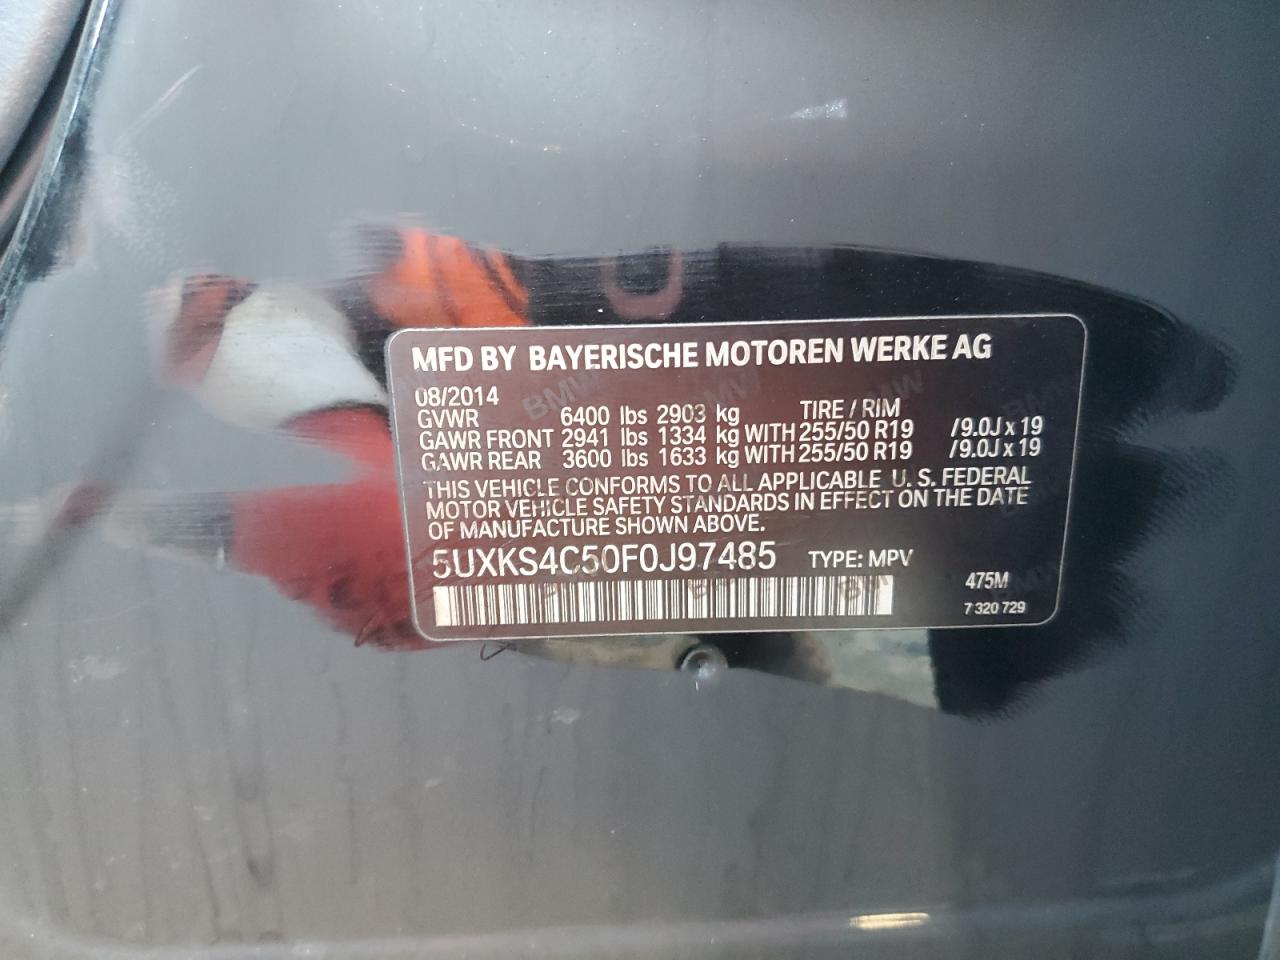 MFD BY BAYERISCHE MOTOREN WERKE AG
08/2014
GVWR 6400 lbs 2903 kg TIRE / RIM
GAWR FRONT 2941 lbs 1334 kg WITH 255/50 R19 /9.0J x 19
GAWR REAR 3600 lbs 1633 kg WITH 255/50 R19 /9.0J x 19
THIS VEHICLE CONFORMS TO ALL APPLICABLE U. S. FEDERAL
MOTOR VEHICLE SAFETY STANDARDS IN EFFECT ON THE DATE
OF MANUFACTURE SHOWN ABOVE.
5UXKS4C50F0J97485 TYPE: MPV
475M
7 320 729